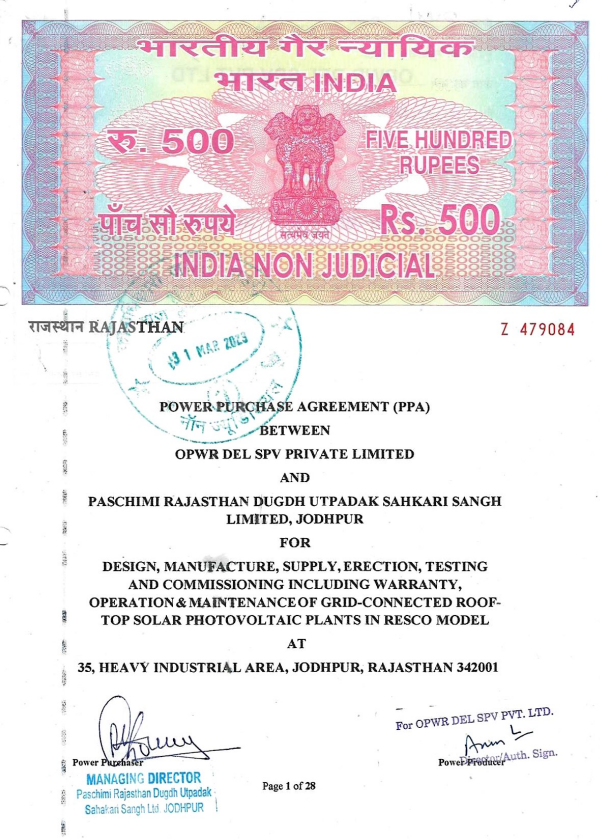 भारतीय गैर न्यायिक
भारत INDIA
रु. 500
FIVE HUNDRED
RUPEES
पाँच सौ रुपये
सत्यमेव जयते
Rs. 500
INDIA NON JUDICIAL
राजस्थान RAJASTHAN
Z 479084
31 MAR 2023
POWER PURCHASE AGREEMENT (PPA)
BETWEEN
OPWR DEL SPV PRIVATE LIMITED
AND
PASCHIMI RAJASTHAN DUGDH UTPADAK SAHKARI SANGH
LIMITED, JODHPUR
FOR
DESIGN, MANUFACTURE, SUPPLY, ERECTION, TESTING
AND COMMISSIONING INCLUDING WARRANTY,
OPERATION & MAINTENANCE OF GRID-CONNECTED ROOF-
TOP SOLAR PHOTOVOLTAIC PLANTS IN RESCO MODEL
AT
35, HEAVY INDUSTRIAL AREA, JODHPUR, RAJASTHAN 342001
For OPWR DEL SPV PVT. LTD.
Director/Auth. Sign.
Power Purchaser
Power Producer
MANAGING DIRECTOR
Paschimi Rajasthan Dugdh Utpadak
Sahakari Sangh Ltd. JODHPUR
Page 1 of 28